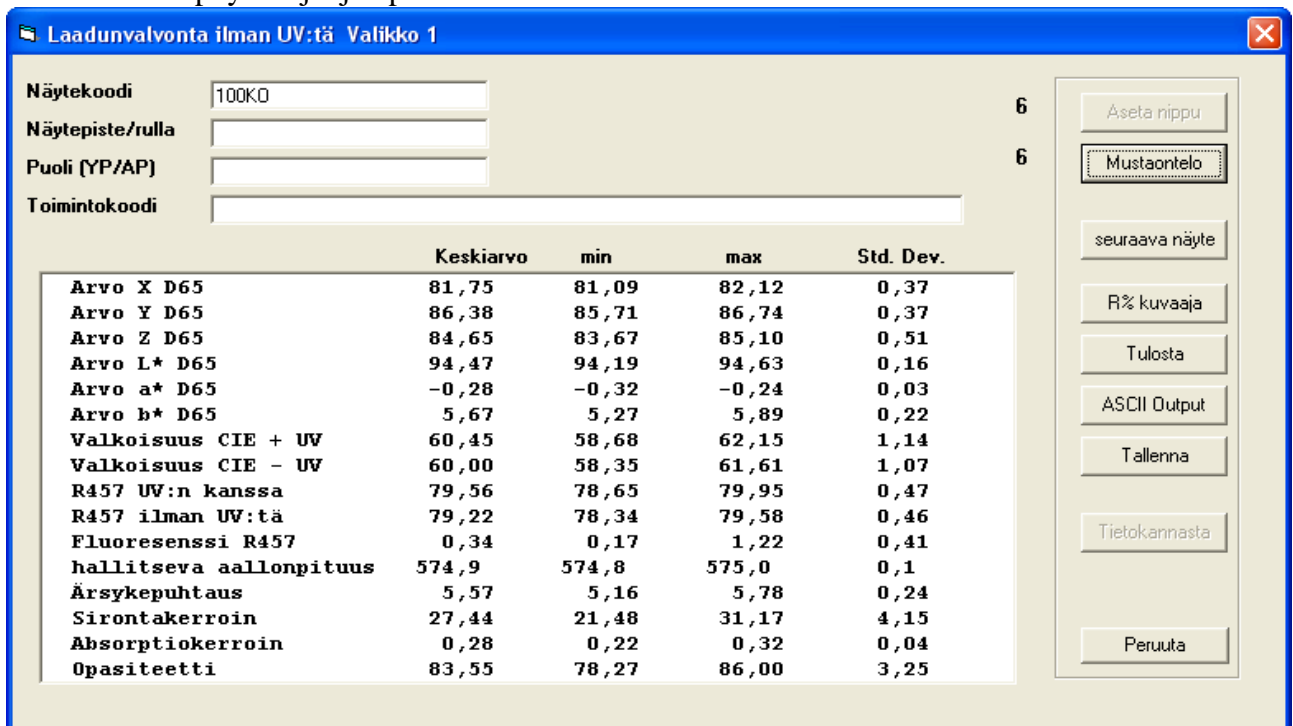 Laadunvalvonta ilman UV:tä Valikko 1
Näytekoodi 100KO 6 Aseta nippu
Näytepiste/rulla
Puoli (YP/AP) 6 Mustaontelo
Toimintokoodi
seuraava näyte
Keskiarvo min max Std. Dev.
Arvo X D65 81,75 81,09 82,12 0,37
Arvo Y D65 86,38 85,71 86,74 0,37
R% kuvaaja
Arvo Z D65 84,65 83,67 85,10 0,51
Arvo L* D65 94,47 94,19 94,63 0,16
Tulosta
Arvo a* D65 -0,28 -0,32 -0,24 0,03
Arvo b* D65 5,67 5,27 5,89 0,22
ASCII Output
Valkoisuus CIE + UV 60,45 58,68 62,15 1,14
Valkoisuus CIE - UV 60,00 58,35 61,61 1,07
Tallenna
R457 UV:n kanssa 79,56 78,65 79,95 0,47
R457 ilman UV:tä 79,22 78,34 79,58 0,46
Tietokannasta
Fluoresenssi R457 0,34 0,17 1,22 0,41
hallitseva aallonpituus 574,9 574,8 575,0 0,1
Ärsykepuhtaus 5,57 5,16 5,78 0,24
Sirontakerroin 27,44 21,48 31,17 4,15
Absorptiokerroin 0,28 0,22 0,32 0,04
Peruuta
Opasiteetti 83,55 78,27 86,00 3,25